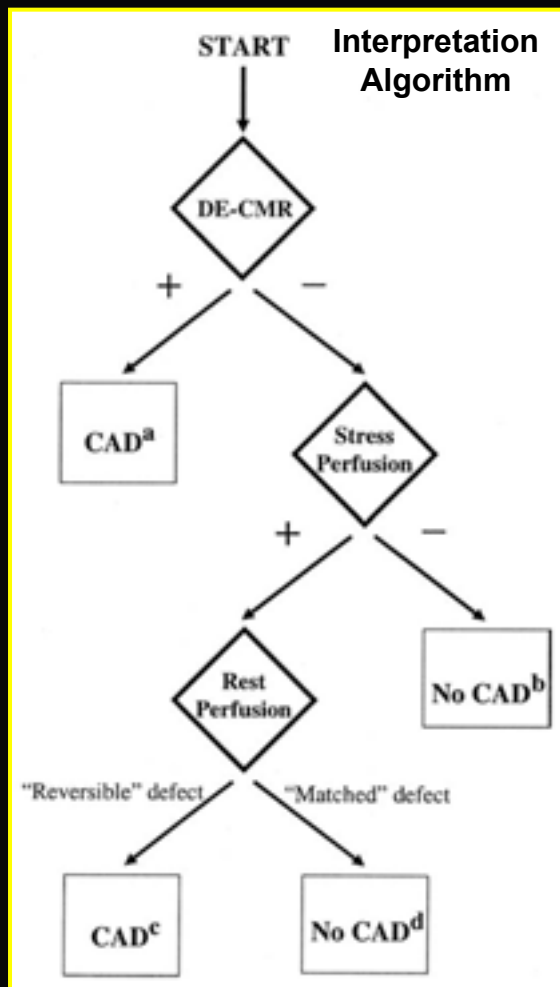 START
Interpretation
Algorithm
DE-CMR
+
−
CADᵃ
Stress
Perfusion
+
−
Rest
Perfusion
No CADᵇ
“Reversible” defect
“Matched” defect
CADᶜ
No CADᵈ